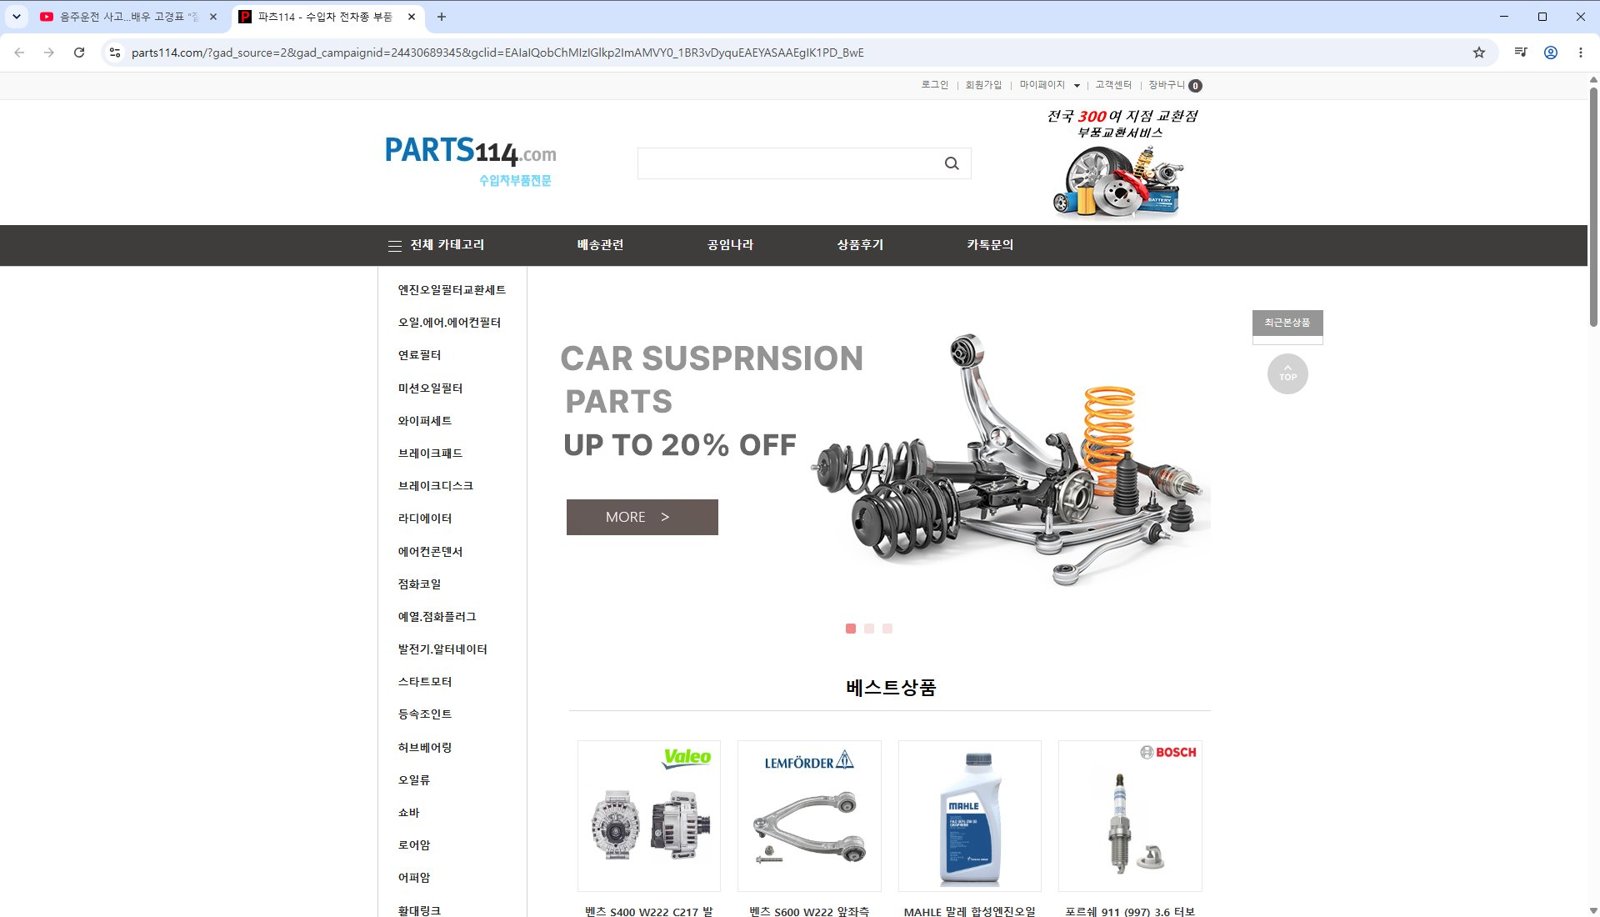 음주운전 사고...배우 고경표 "깊
파츠114 - 수입차 전차종 부품
parts114.com/?gad_source=2&gad_campaignid=24430689345&gclid=EAIaIQobChMIzIGlkp2ImAMVY0_1BR3vDyquEAEYASAAEgIK1PD_BwE
로그인 | 회원가입 | 마이페이지 | 고객센터 | 장바구니 0
PARTS114.com
수입차부품전문
전국 300여 지점 교환점
부품교환서비스
BATTERY
전체 카테고리 배송관련 공임나라 상품후기 카톡문의
엔진오일필터교환세트
오일.에어.에어컨필터
연료필터
미션오일필터
와이퍼세트
브레이크패드
브레이크디스크
라디에이터
에어컨콘덴서
점화코일
예열.점화플러그
발전기.알터네이터
스타트모터
등속조인트
허브베어링
오일류
쇼바
로어암
어퍼암
활대링크
CAR SUSPRNSION
PARTS
UP TO 20% OFF
MORE >
최근본상품
TOP
베스트상품
Valeo
LEMFÖRDER
MAHLE
BOSCH
벤츠 S400 W222 C217 발
벤츠 S600 W222 앞좌측
MAHLE 말레 합성엔진오일
포르쉐 911 (997) 3.6 터보